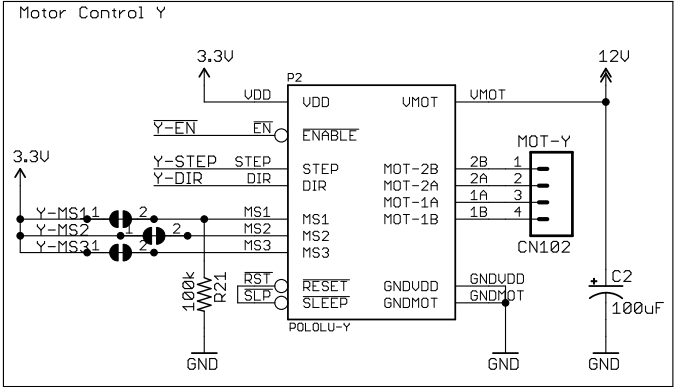 Motor Control Y
3.3V
12V
P2
VDD VDD VMOT VMOT
Y-EN EN ENABLE
MOT-Y
3.3V
Y-STEP STEP STEP MOT-2B 2B 1
Y-DIR DIR DIR MOT-2A 2A 2
MOT-1A 1A 3
Y-MS1 1 2 MS1 MS1 MOT-1B 1B 4
Y-MS2 1 2 MS2 MS2
Y-MS3 1 2 MS3 MS3
CN102
100k
R21
RST RESET GNDVDD GNDVDD
SLP SLEEP GNDMOT GNDMOT
+ C2
100uF
POLOLU-Y
GND GND GND